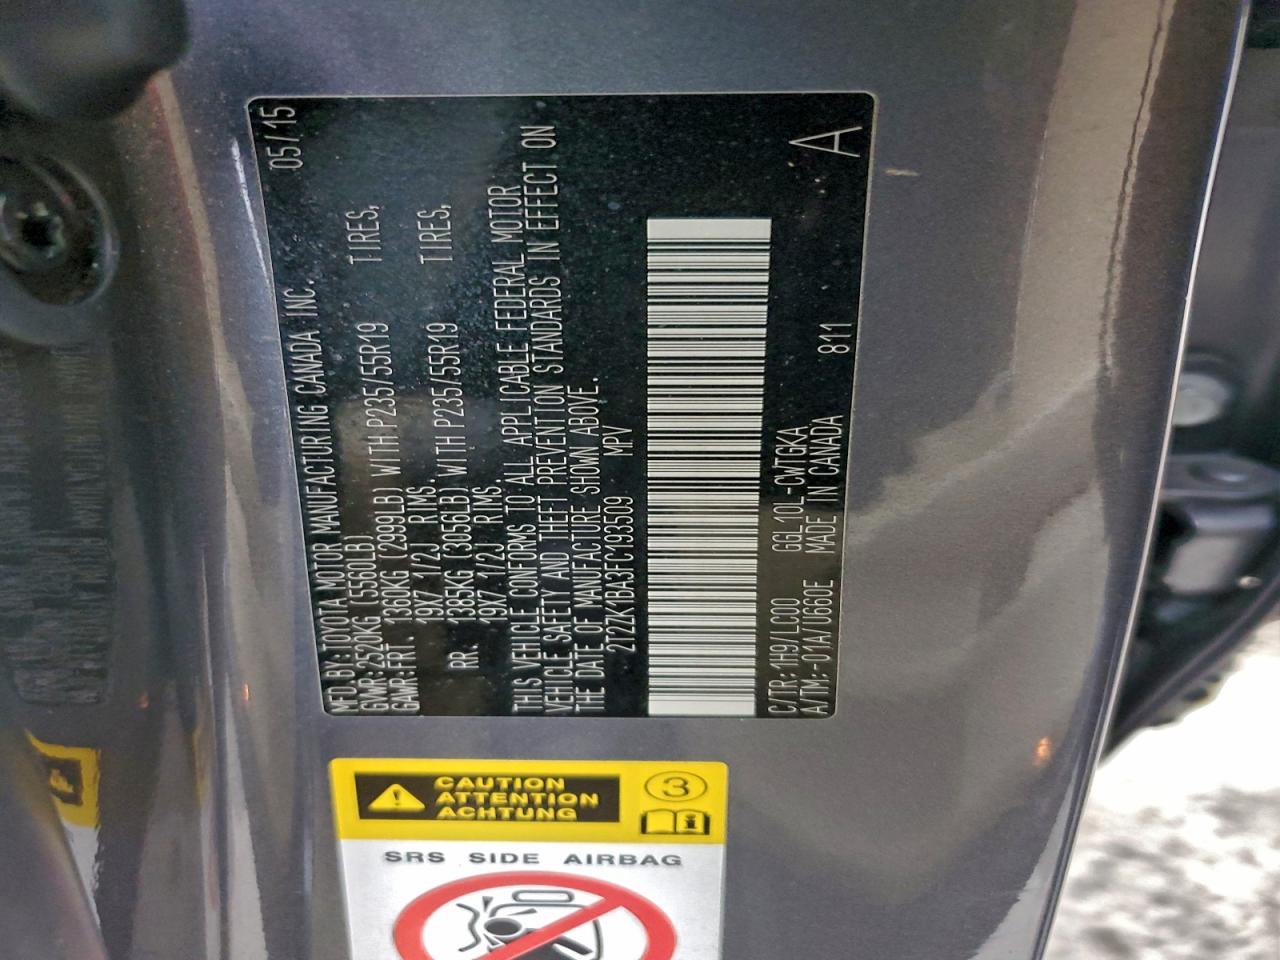 MFD.BY:TOYOTA MOTOR MANUFACTURING CANADA INC. 05/15
GVWR:2520KG (5560LB)
GAWR:FRT. 1360KG (2999LB) WITH P235/55R19 TIRES,
19X7 1/2J RIMS.
RR. 1385KG (3056LB) WITH P235/55R19 TIRES,
19X7 1/2J RIMS.
THIS VEHICLE CONFORMS TO ALL APPLICABLE FEDERAL MOTOR
VEHICLE SAFETY AND THEFT PREVENTION STANDARDS IN EFFECT ON
THE DATE OF MANUFACTURE SHOWN ABOVE.
2T2ZK1BA3FC193509 MPV
C/TR:1H9/LC00 GGL10L-CWTGKA
A/TM:-01A/U660E MADE IN CANADA 811 A
CAUTION
ATTENTION
ACHTUNG
3
SRS SIDE AIRBAG